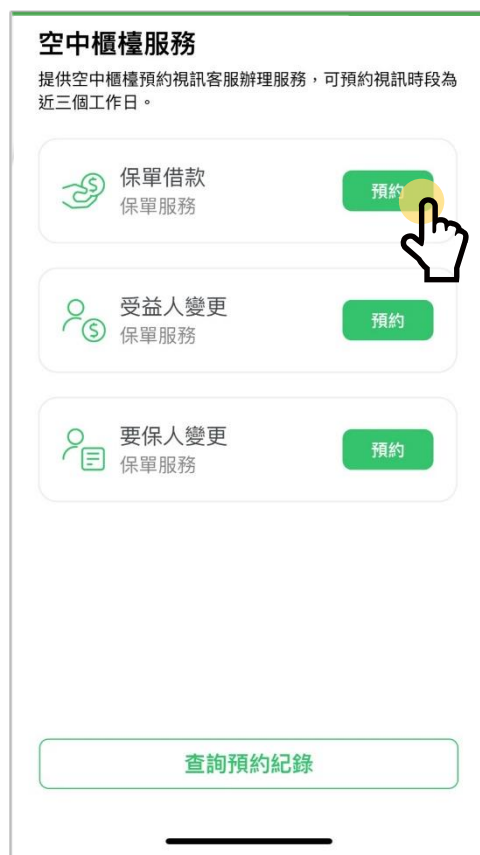 空中櫃檯服務
提供空中櫃檯預約視訊客服辦理服務，可預約視訊時段為
近三個工作日。
保單借款
保單服務
預約
受益人變更
保單服務
預約
要保人變更
保單服務
預約
查詢預約紀錄